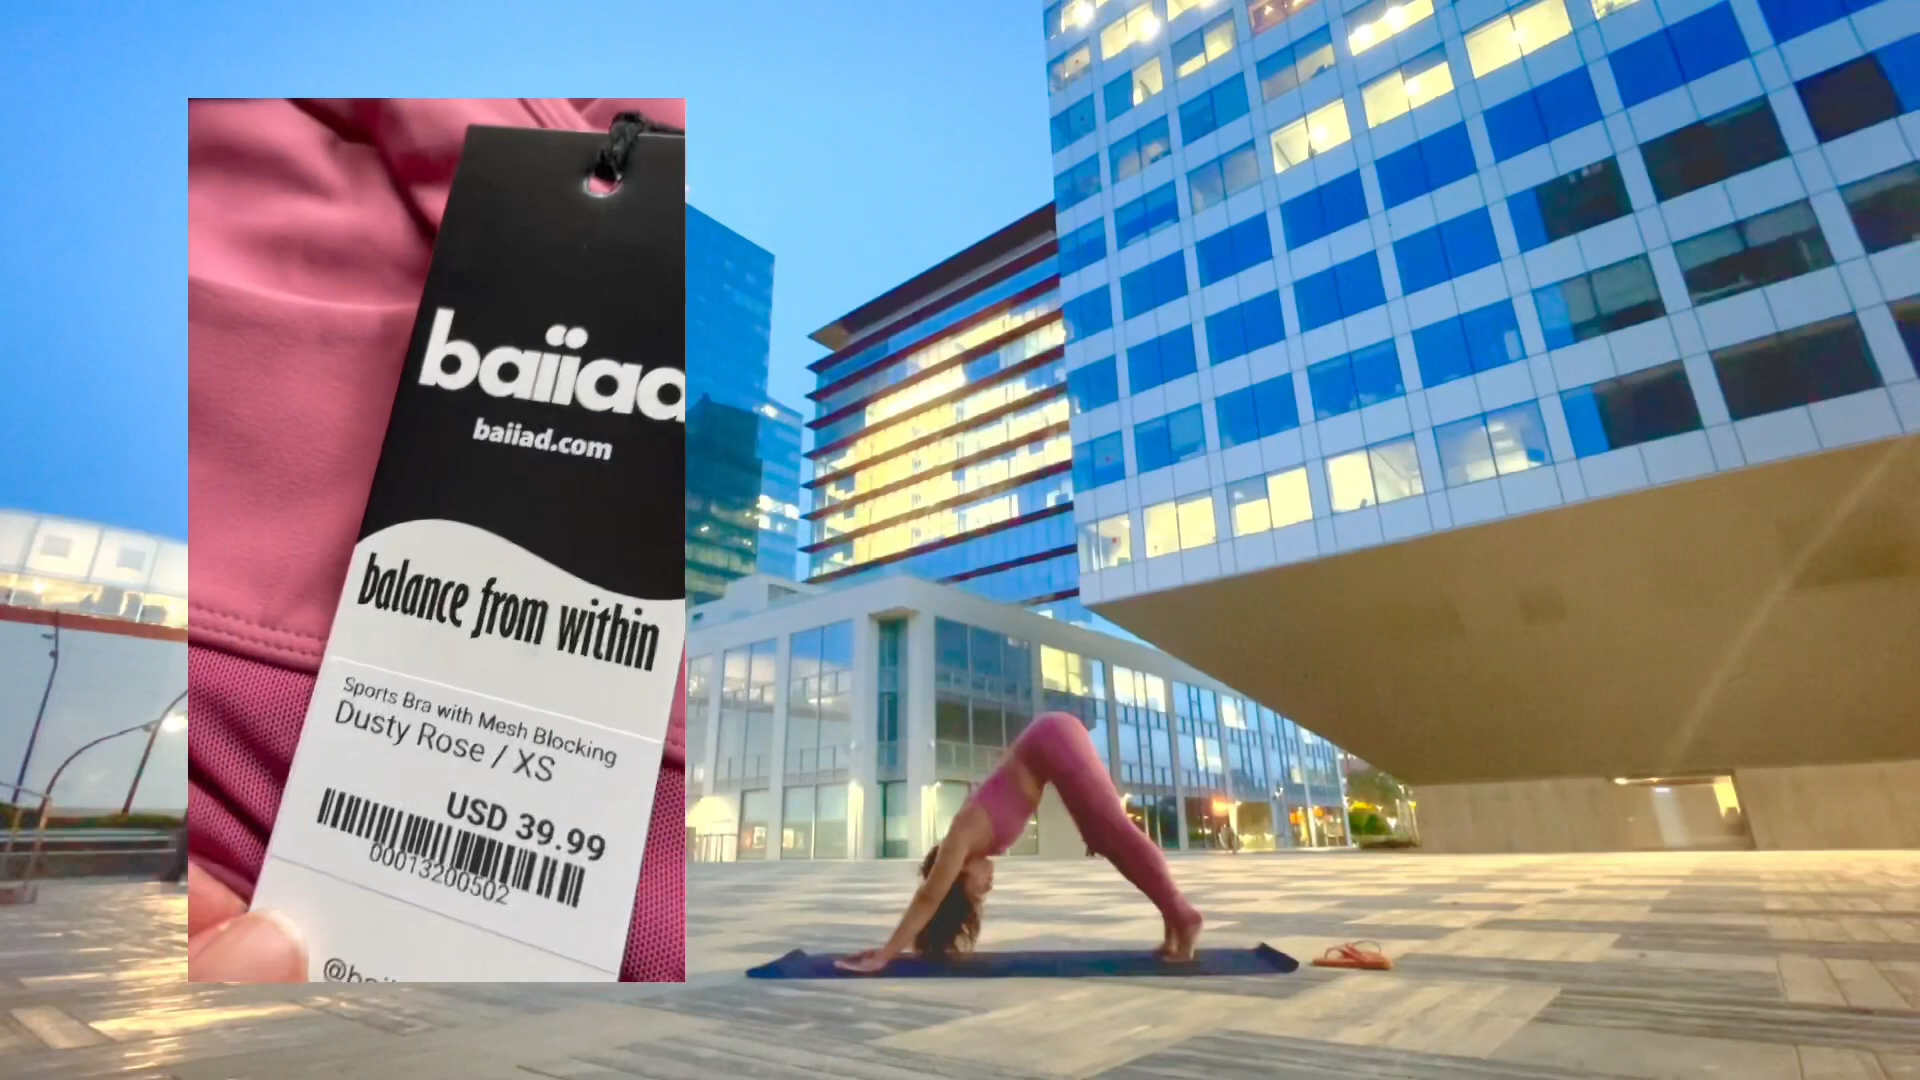 baiiad
baiiad.com
balance from within
Sports Bra with Mesh Blocking
Dusty Rose / XS
USD 39.99
00013200502